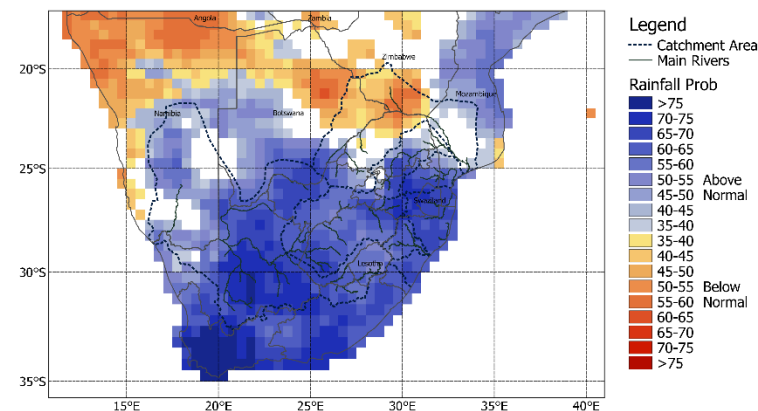 Angola
Zambia
Legend
Catchment Area
Main Rivers
Zimbabwe
20°S
Rainfall Prob
Mozambique
>75
Namibia
Botswana
70-75
65-70
60-65
25°S
55-60
50-55 Above
45-50 Normal
Swaziland
40-45
35-40
35-40
Lesotho
40-45
30°S
45-50
50-55 Below
55-60 Normal
60-65
65-70
70-75
>75
35°S
15°E 20°E 25°E 30°E 35°E 40°E